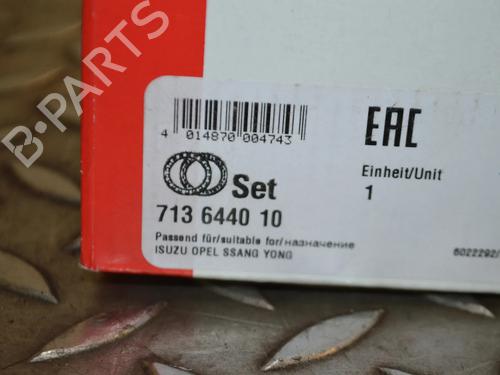 B-PARTS
4 014870 004743
EAC
Set
Einheit/Unit
713 6440 10
1
Passend für/suitable for/назначение
ISUZU OPEL SSANG YONG
6022292/